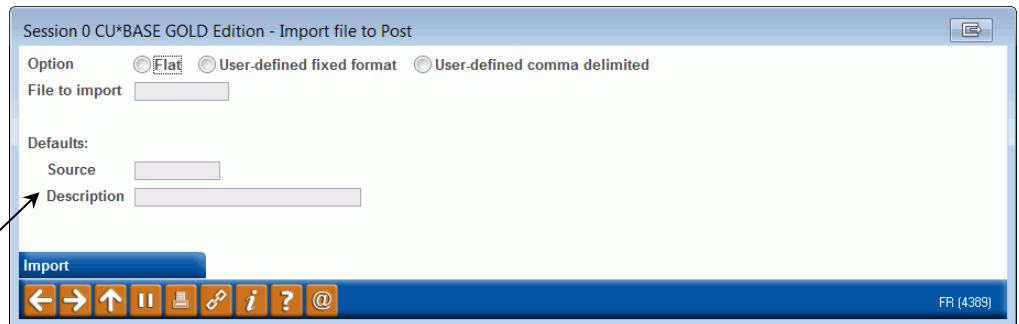 Session 0 CU*BASE GOLD Edition - Import file to Post
Option Flat User-defined fixed format User-defined comma delimited
File to import
Defaults:
Source
Description
Import
i ? @ FR (4389)